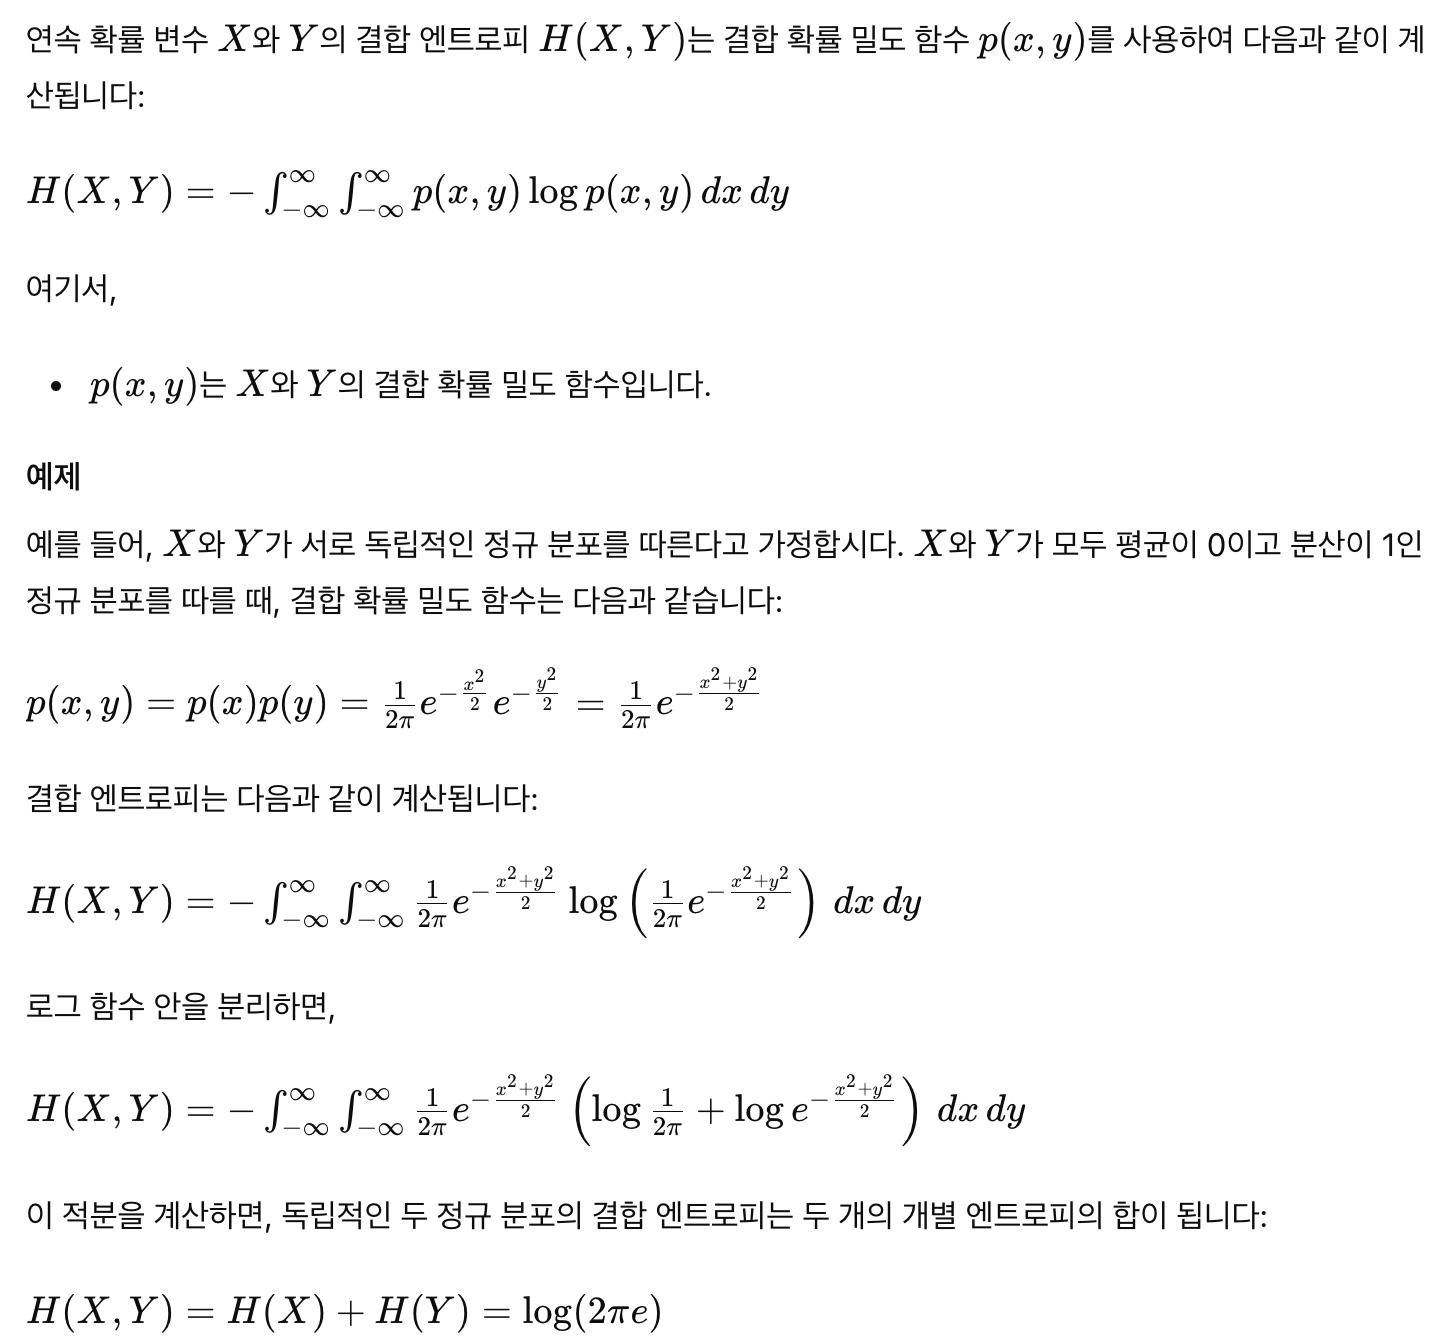 연속 확률 변수 $X$와 $Y$의 결합 엔트로피 $H(X,Y)$는 결합 확률 밀도 함수 $p(x,y)$를 사용하여 다음과 같이 계
산됩니다:
$H(X,Y) = -\int_{-\infty}^{\infty} \int_{-\infty}^{\infty} p(x,y) \log p(x,y) \, dx \, dy$
여기서,
• $p(x,y)$는 $X$와 $Y$의 결합 확률 밀도 함수입니다.
예제
예를 들어, $X$와 $Y$가 서로 독립적인 정규 분포를 따른다고 가정합시다. $X$와 $Y$가 모두 평균이 0이고 분산이 1인
정규 분포를 따를 때, 결합 확률 밀도 함수는 다음과 같습니다:
$p(x,y) = p(x)p(y) = \frac{1}{2\pi} e^{-\frac{x^2}{2}} e^{-\frac{y^2}{2}} = \frac{1}{2\pi} e^{-\frac{x^2+y^2}{2}}$
결합 엔트로피는 다음과 같이 계산됩니다:
$H(X,Y) = -\int_{-\infty}^{\infty} \int_{-\infty}^{\infty} \frac{1}{2\pi} e^{-\frac{x^2+y^2}{2}} \log \left( \frac{1}{2\pi} e^{-\frac{x^2+y^2}{2}} \right) \, dx \, dy$
로그 함수 안을 분리하면,
$H(X,Y) = -\int_{-\infty}^{\infty} \int_{-\infty}^{\infty} \frac{1}{2\pi} e^{-\frac{x^2+y^2}{2}} \left( \log \frac{1}{2\pi} + \log e^{-\frac{x^2+y^2}{2}} \right) \, dx \, dy$
이 적분을 계산하면, 독립적인 두 정규 분포의 결합 엔트로피는 두 개의 개별 엔트로피의 합이 됩니다:
$H(X,Y) = H(X) + H(Y) = \log(2\pi e)$